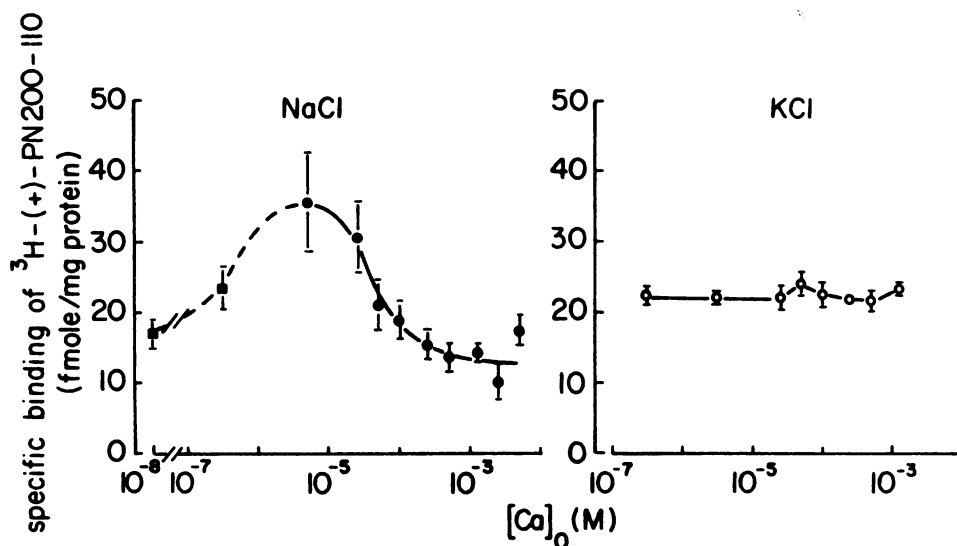 specific binding of ³H-(+)-PN200-110
(fmole/mg protein)
NaCl
50
40
30
20
10
0
10⁻⁸ 10⁻⁷ 10⁻⁵ 10⁻³
KCl
50
40
30
20
10
0
10⁻⁷ 10⁻⁵ 10⁻³
[Ca]₀(M)